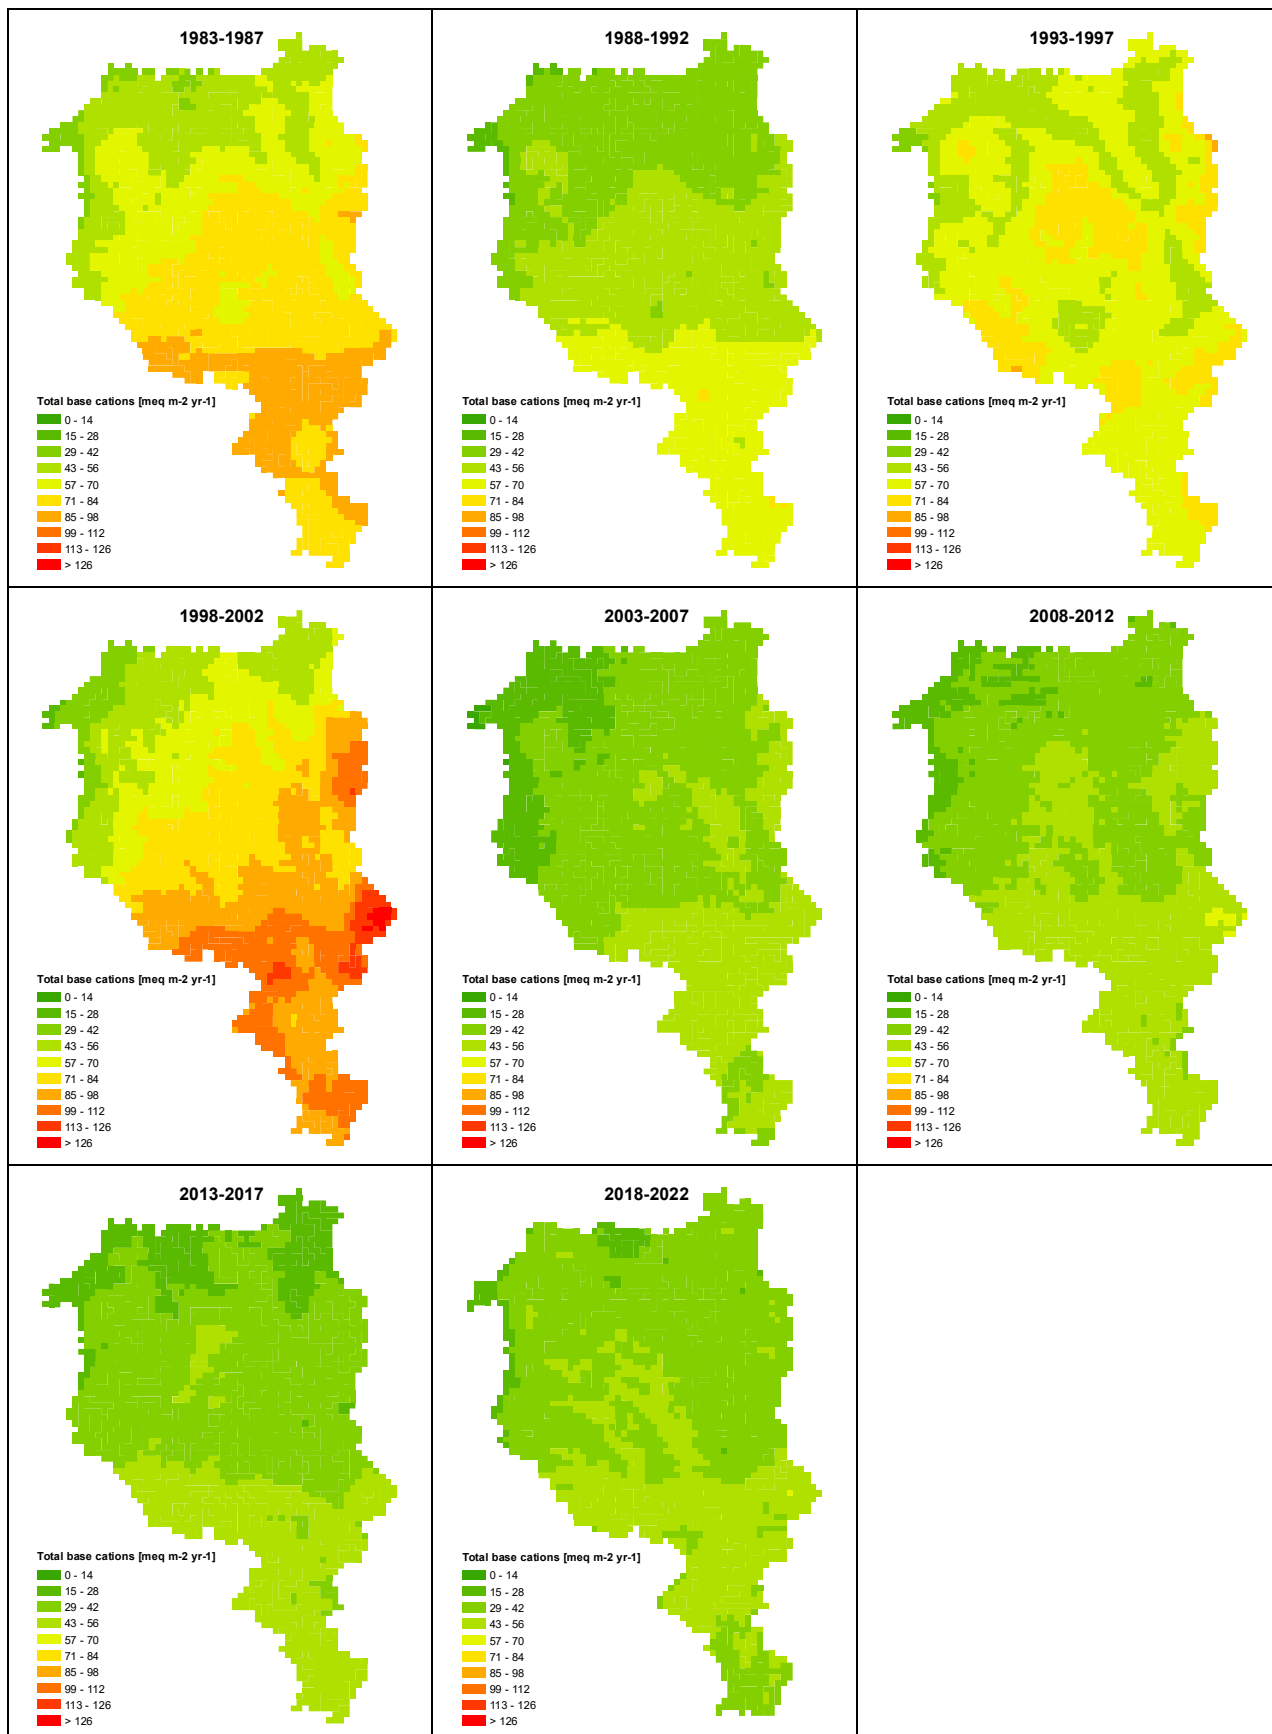 1983-1987
Total base cations [meq m-2 yr-1]
0 - 14
15 - 28
29 - 42
43 - 56
57 - 70
71 - 84
85 - 98
99 - 112
113 - 126
> 126
1988-1992
Total base cations [meq m-2 yr-1]
0 - 14
15 - 28
29 - 42
43 - 56
57 - 70
71 - 84
85 - 98
99 - 112
113 - 126
> 126
1993-1997
Total base cations [meq m-2 yr-1]
0 - 14
15 - 28
29 - 42
43 - 56
57 - 70
71 - 84
85 - 98
99 - 112
113 - 126
> 126
1998-2002
Total base cations [meq m-2 yr-1]
0 - 14
15 - 28
29 - 42
43 - 56
57 - 70
71 - 84
85 - 98
99 - 112
113 - 126
> 126
2003-2007
Total base cations [meq m-2 yr-1]
0 - 14
15 - 28
29 - 42
43 - 56
57 - 70
71 - 84
85 - 98
99 - 112
113 - 126
> 126
2008-2012
Total base cations [meq m-2 yr-1]
0 - 14
15 - 28
29 - 42
43 - 56
57 - 70
71 - 84
85 - 98
99 - 112
113 - 126
> 126
2013-2017
Total base cations [meq m-2 yr-1]
0 - 14
15 - 28
29 - 42
43 - 56
57 - 70
71 - 84
85 - 98
99 - 112
113 - 126
> 126
2018-2022
Total base cations [meq m-2 yr-1]
0 - 14
15 - 28
29 - 42
43 - 56
57 - 70
71 - 84
85 - 98
99 - 112
113 - 126
> 126